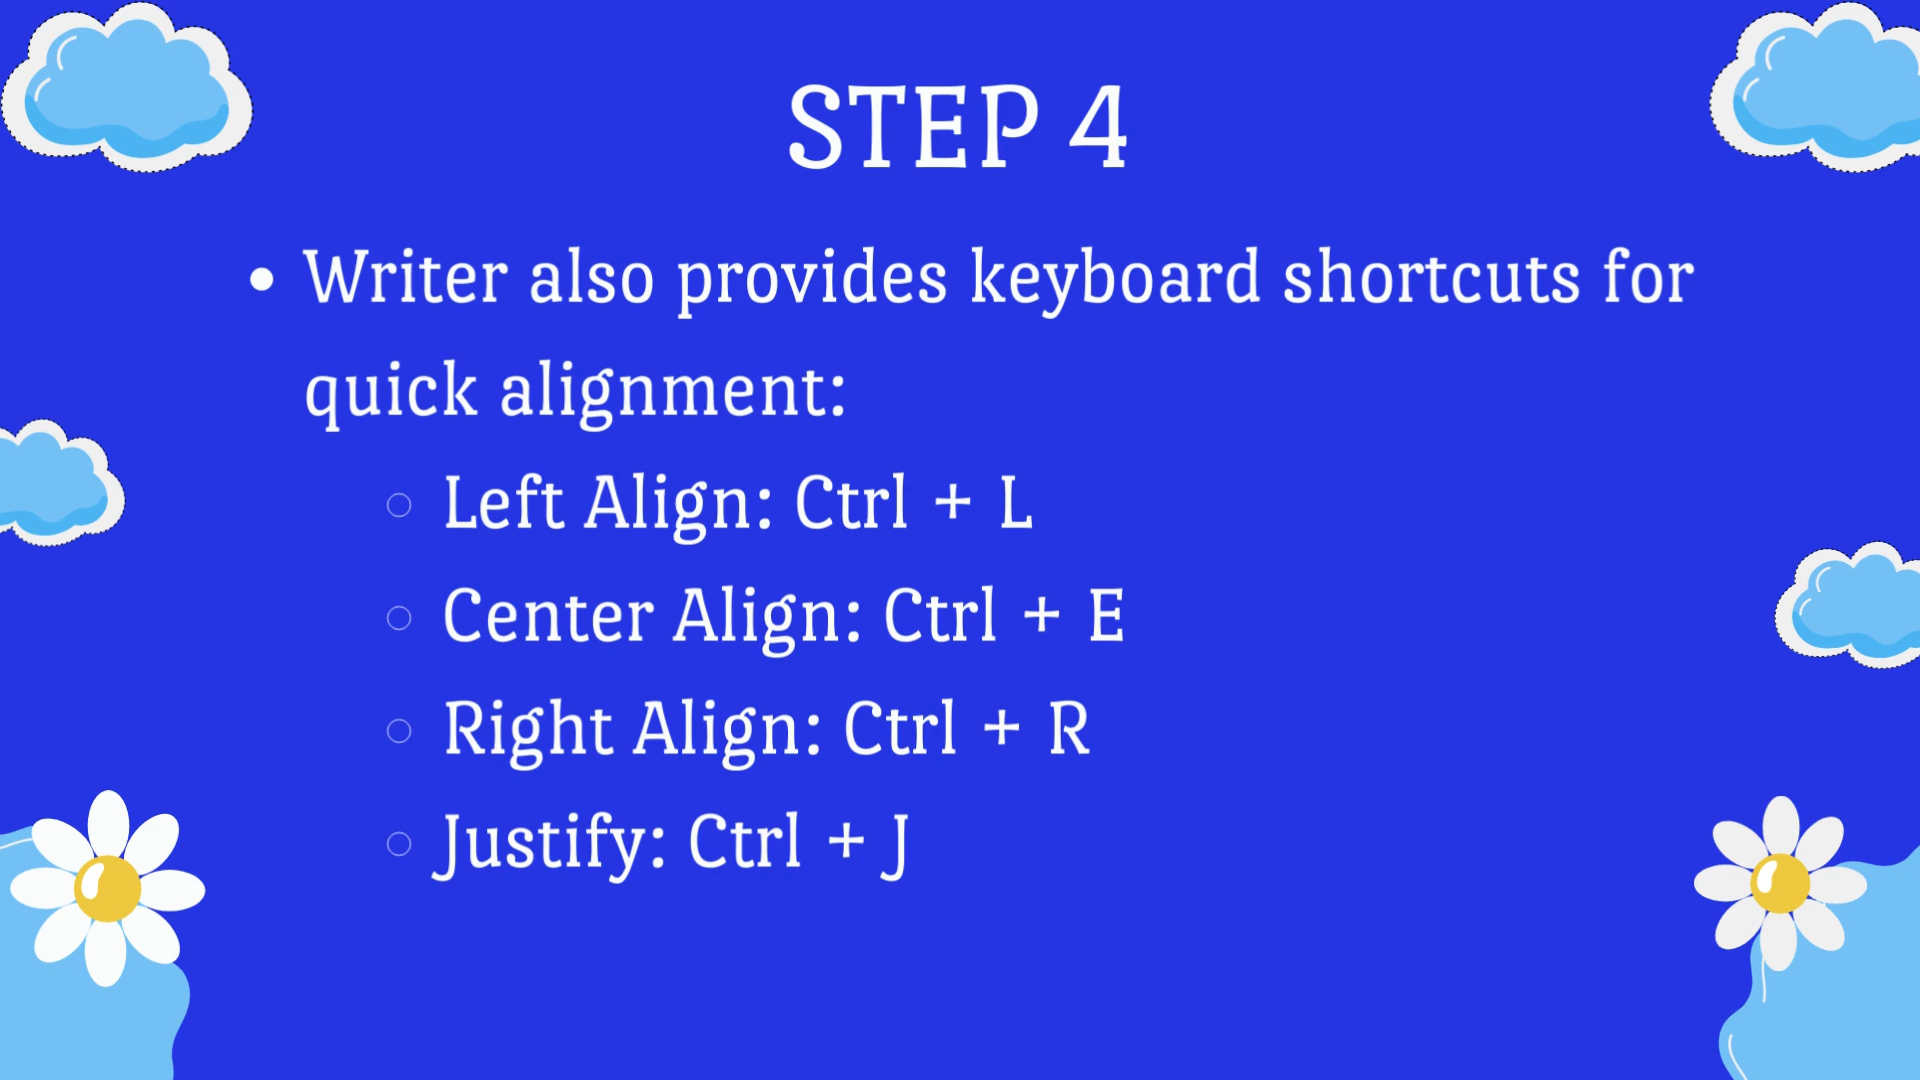 STEP 4
• Writer also provides keyboard shortcuts for
quick alignment:
○ Left Align: Ctrl + L
○ Center Align: Ctrl + E
○ Right Align: Ctrl + R
○ Justify: Ctrl + J